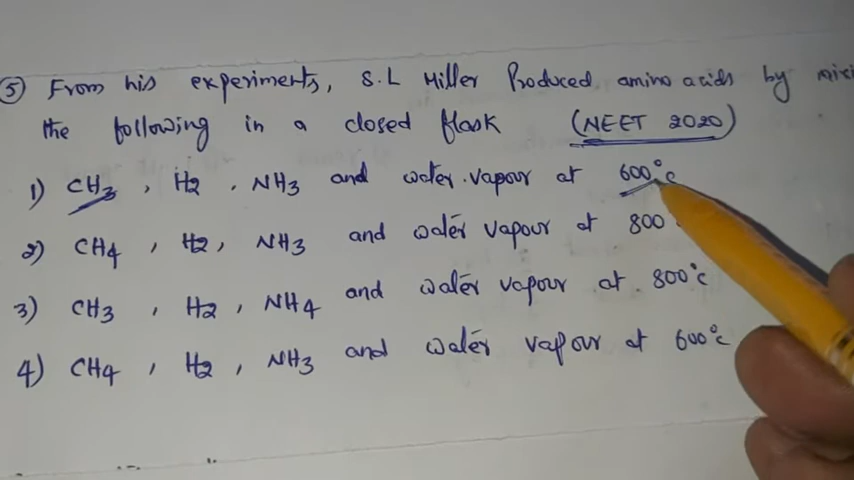 5 From his experiments, S.L Miller Produced amino acids by
the following in a closed flask (NEET 2020)
1) CH3 , H2 , NH3 and water vapour at 600°C
2) CH4 , H2, NH3 and water vapour at 800
3) CH3 , H2, NH4 and water vapour at 800°C
4) CH4 , H2, NH3 and water vapour at 600°C